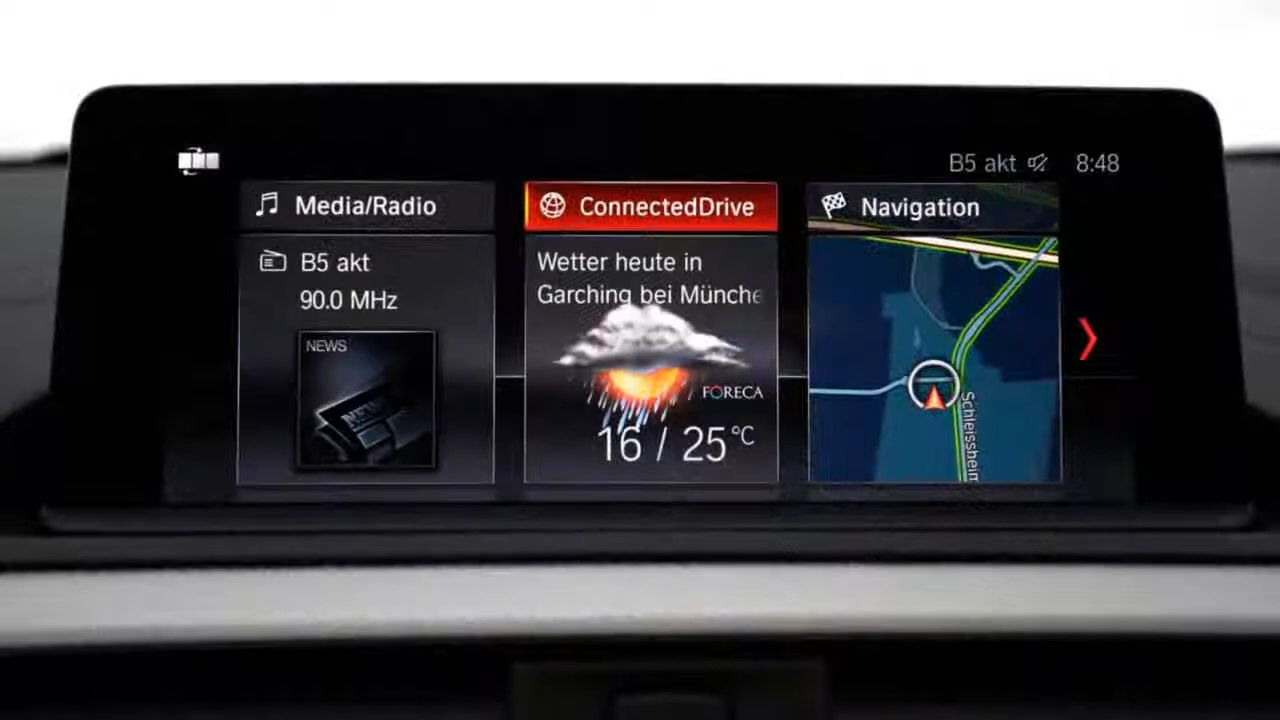 B5 akt 8:48
Media/Radio
B5 akt
90.0 MHz
NEWS
ConnectedDrive
Wetter heute in
Garching bei Münche
FORECA
16 / 25°C
Navigation
Schleissheim